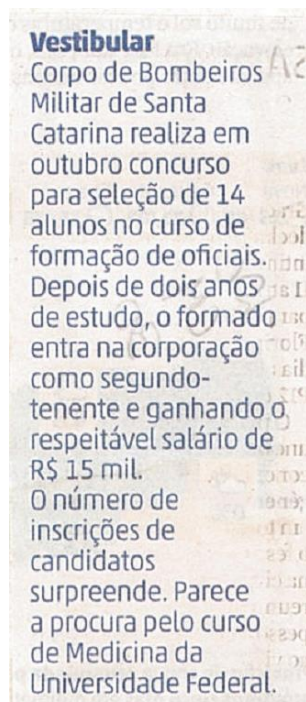 Vestibular
Corpo de Bombeiros
Militar de Santa
Catarina realiza em
outubro concurso
para seleção de 14
alunos no curso de
formação de oficiais.
Depois de dois anos
de estudo, o formado
entra na corporação
como segundo-
tenente e ganhando o
respeitável salário de
R$ 15 mil.
O número de
inscrições de
candidatos
surpreende. Parece
a procura pelo curso
de Medicina da
Universidade Federal.